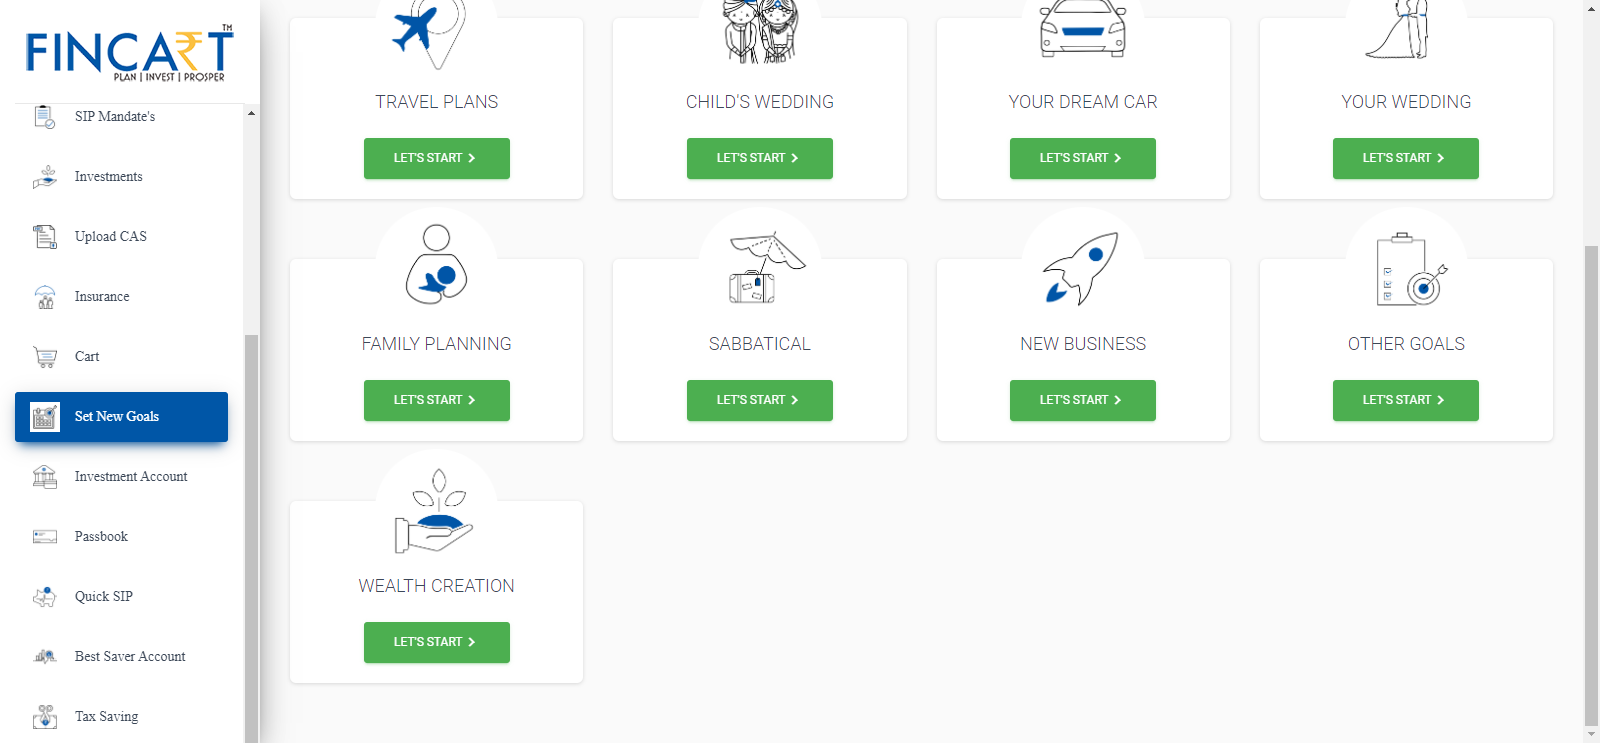 FINCART™
PLAN | INVEST | PROSPER
SIP Mandate's
Investments
Upload CAS
Insurance
Cart
Set New Goals
Investment Account
Passbook
Quick SIP
Best Saver Account
Tax Saving
TRAVEL PLANS
LET'S START
CHILD'S WEDDING
LET'S START
YOUR DREAM CAR
LET'S START
YOUR WEDDING
LET'S START
FAMILY PLANNING
LET'S START
SABBATICAL
LET'S START
NEW BUSINESS
LET'S START
OTHER GOALS
LET'S START
WEALTH CREATION
LET'S START